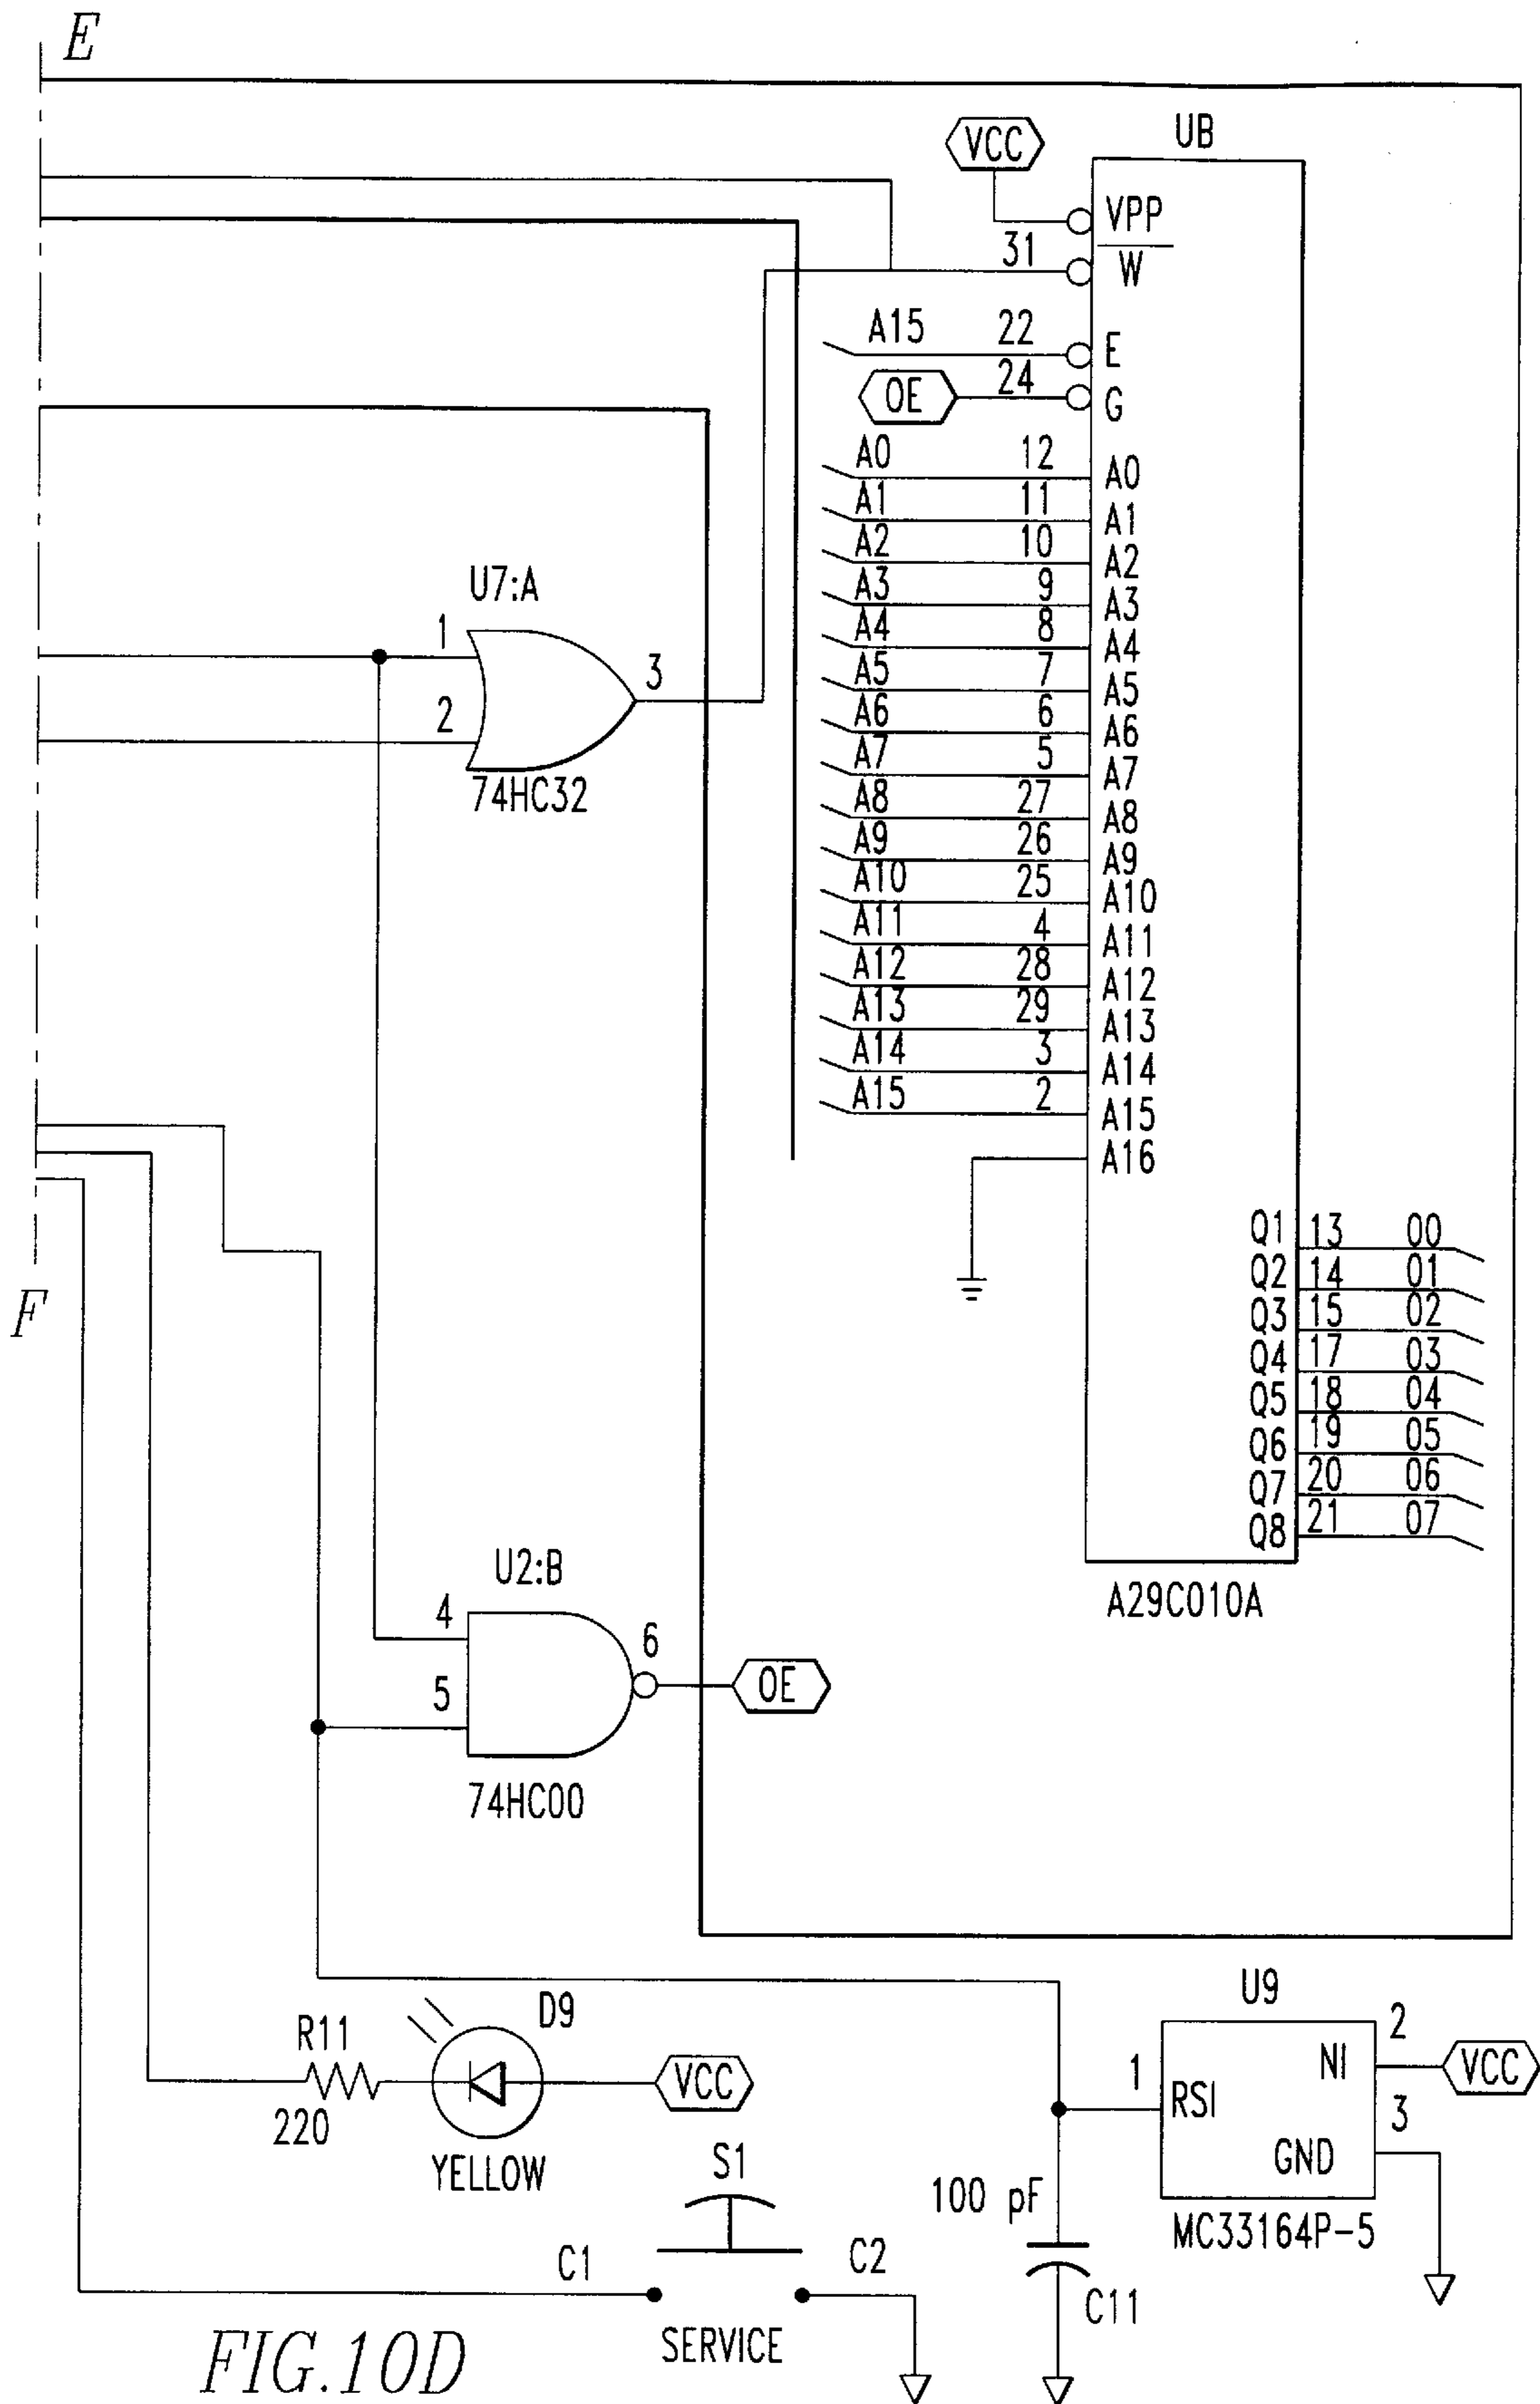 E
UB
VCC
VPP
31
W
A15 22
E
OE 24
G
A0 12 A0
A1 11 A1
A2 10 A2
A3 9 A3
A4 8 A4
A5 7 A5
A6 6 A6
A7 5 A7
A8 27 A8
A9 26 A9
A10 25 A10
A11 4 A11
A12 28 A12
A13 29 A13
A14 3 A14
A15 2 A15
A16
U7:A
1
3
2
74HC32
Q1 13 00
Q2 14 01
Q3 15 02
Q4 17 03
Q5 18 04
Q6 19 05
Q7 20 06
Q8 21 07
A29C010A
F
U2:B
4
6
5
OE
74HC00
U9
R11
D9
2
NI
VCC
VCC
1
RSI
3
220
GND
YELLOW
S1
100 pF
MC33164P-5
C1
C2
C11
SERVICE
FIG.10D